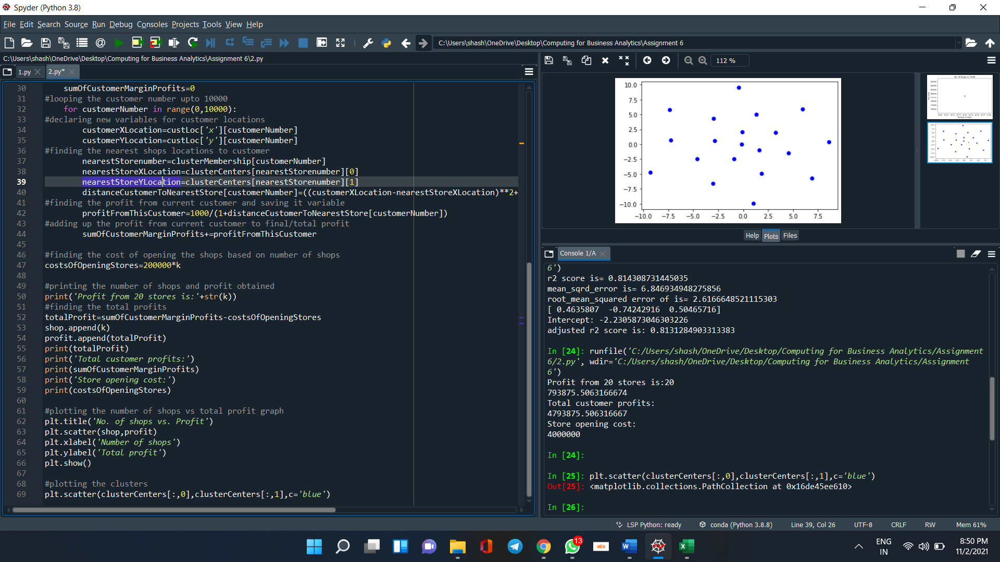 Spyder (Python 3.8)
File Edit Search Source Run Debug Consoles Projects Tools View Help
C:\Users\shash\OneDrive\Desktop\Computing for Business Analytics\Assignment 6
C:\Users\shash\OneDrive\Desktop\Computing for Business Analytics\Assignment 6\2.py
1.py
2.py*
30 sumOfCustomerMarginProfits=0
31 #looping the customer number upto 10000
32 for customerNumber in range(0,10000):
33 #declaring new variables for customer locations
34 customerXLocation=custLoc['x'][customerNumber]
35 customerYLocation=custLoc['y'][customerNumber]
36 #finding the nearest shops locations to customer
37 nearestStorenumber=clusterMembership[customerNumber]
38 nearestStoreXLocation=clusterCenters[nearestStorenumber][0]
39 nearestStoreYLocation=clusterCenters[nearestStorenumber][1]
40 distanceCustomerToNearestStore[customerNumber]=((customerXLocation-nearestStoreXLocation)**2+
41 #finding the profit from current customer and saving it variable
42 profitFromThisCustomer=1000/(1+distanceCustomerToNearestStore[customerNumber])
43 #adding up the profit from current customer to final/total profit
44 sumOfCustomerMarginProfits+=profitFromThisCustomer
45
46 #finding the cost of opening the shops based on number of shops
47 costsOfOpeningStores=200000*k
48
49 #printing the number of shops and profit obtained
50 print('Profit from 20 stores is:'+str(k))
51 #finding the total profits
52 totalProfit=sumOfCustomerMarginProfits-costsOfOpeningStores
53 shop.append(k)
54 profit.append(totalProfit)
55 print(totalProfit)
56 print('Total customer profits:')
57 print(sumOfCustomerMarginProfits)
58 print('Store opening cost:')
59 print(costsOfOpeningStores)
60
61 #plotting the number of shops vs total profit graph
62 plt.title('No. of shops vs. Profit')
63 plt.scatter(shop,profit)
64 plt.xlabel('Number of shops')
65 plt.ylabel('Total profit')
66 plt.show()
67
68 #plotting the clusters
69 plt.scatter(clusterCenters[:,0],clusterCenters[:,1],c='blue')
112 %
10.0
7.5
5.0
2.5
0.0
−2.5
−5.0
−7.5
−10.0
−10.0 −7.5 −5.0 −2.5 0.0 2.5 5.0 7.5
No. of shops vs. Profit
Number of shops
Help Plots Files
Console 1/A
6')
r2 score is= 0.814308731445035
mean_sqrd_error is= 6.846934948275856
root_mean_squared error of is= 2.6166648521115303
[ 0.4635807 -0.74242916 0.50465716]
Intercept: -2.2305873046303226
adjusted r2 score is: 0.8131284903313383
In [24]: runfile('C:/Users/shash/OneDrive/Desktop/Computing for Business Analytics/Assignment
6/2.py', wdir='C:/Users/shash/OneDrive/Desktop/Computing for Business Analytics/Assignment
6')
Profit from 20 stores is:20
793875.5063166674
Total customer profits:
4793875.506316667
Store opening cost:
4000000
In [24]:
In [25]: plt.scatter(clusterCenters[:,0],clusterCenters[:,1],c='blue')
Out[25]: <matplotlib.collections.PathCollection at 0x16de45ee610>
In [26]:
LSP Python: ready conda (Python 3.8.8) Line 39, Col 26 UTF-8 CRLF RW Mem 61%
13
aha
ENG
IN
8:50 PM
11/2/2021